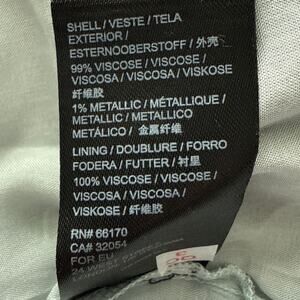 SHELL / VESTE / TELA
EXTERIOR /
ESTERNOOBERSTOFF / 外壳
99% VISCOSE / VISCOSE /
VISCOSA / VISCOSA / VISKOSE
纤维胶
1% METALLIC / MÉTALLIQUE /
METALLIC / METALLICO
METÁLICO / 金属纤维
LINING / DOUBLURE / FORRO
FODERA / FUTTER / 衬里
100% VISCOSE / VISCOSE /
VISCOSA / VISCOSA /
VISKOSE / 纤维胶
RN# 66170
CA# 32054
FOR EU
24 WEST